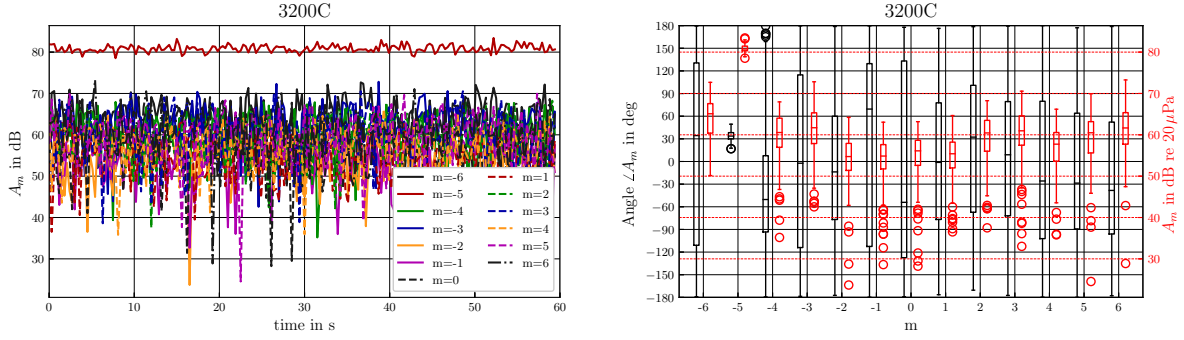 3200C
80
70
60
50
40
30
A_m in dB
0
10
20
30
40
50
60
time in s
m=-6
m=-5
m=-4
m=-3
m=-2
m=-1
m=0
m=1
m=2
m=3
m=4
m=5
m=6
3200C
180
150
120
90
60
30
0
-30
-60
-90
-120
-150
-180
Angle ∠A_m in deg
-6
-5
-4
-3
-2
-1
0
1
2
3
4
5
6
m
80
70
60
50
40
30
A_m in dB re 20 μPa